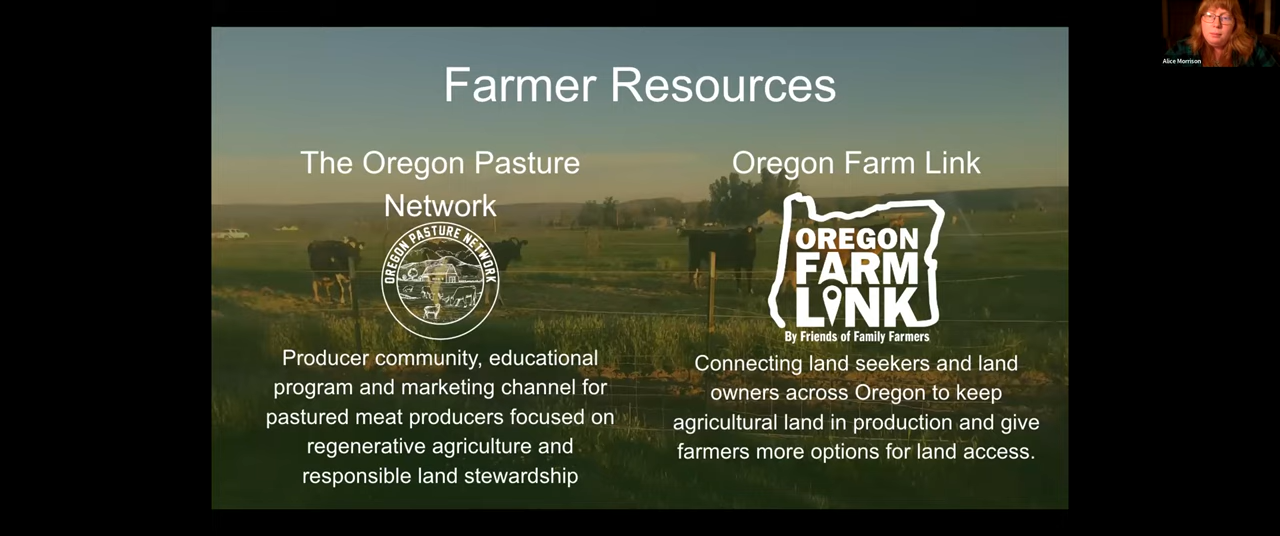 Farmer Resources
The Oregon Pasture
Network
OREGON PASTURE NETWORK
Producer community, educational
program and marketing channel for
pastured meat producers focused on
regenerative agriculture and
responsible land stewardship
Oregon Farm Link
OREGON
FARM
LINK
By Friends of Family Farmers
Connecting land seekers and land
owners across Oregon to keep
agricultural land in production and give
farmers more options for land access.
Alice Morrison